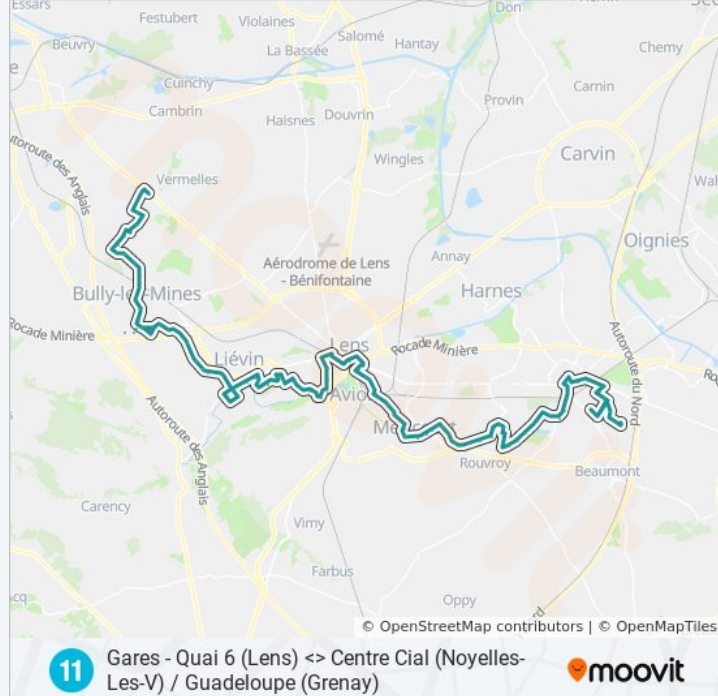 Essars
Festubert
Violaines
Don
Salomé
Hantay
Chemy
Beuvry
La Bassée
Cuinchy
Provin
Carnin
Cambrin
Haisnes
Douvrin
Wingles
Carvin
Autoroute des Anglais
Vermelles
Oignies
Aérodrome de Lens
- Bénifontaine
Annay
Bully-les-Mines
Harnes
Rocade Minière
Lens
Rocade Minière
Liévin
Autoroute du Nord
Avion
Rouvroy
Beaumont
Autoroute des Anglais
Carency
Vimy
Farbus
Oppy
© OpenStreetMap contributors | © OpenMapTiles
11
Gares - Quai 6 (Lens) <> Centre Cial (Noyelles-
Les-V) / Guadeloupe (Grenay)
moovit